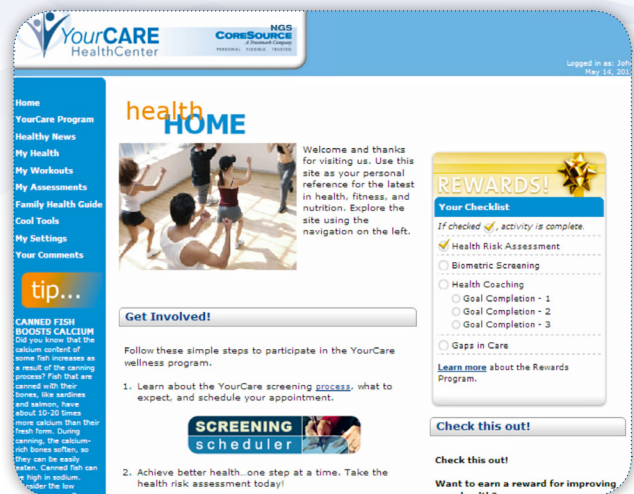 YourCARE
HealthCenter
NGS
CORESOURCE
A Trustmark Company
PERSONAL FLEXIBLE TRUSTED
Logged in as: Joh
May 14, 201
Home
YourCare Program
Healthy News
My Health
My Workouts
My Assessments
Family Health Guide
Cool Tools
My Settings
Your Comments
tip...
CANNED FISH
BOOSTS CALCIUM
Did you know that the
calcium content of
some fish increases as
a result of the canning
process? Fish that are
canned with their
bones, like sardines
and salmon, have
about 10-20 times
more calcium than their
fresh form. During
canning, the calcium-
rich bones soften, so
they can be easily
eaten. Canned fish can
be high in sodium.
the low
health
HOME
Welcome and thanks
for visiting us. Use this
site as your personal
reference for the latest
in health, fitness, and
nutrition. Explore the
site using the
navigation on the left.
Get Involved!
Follow these simple steps to participate in the YourCare
wellness program.
1. Learn about the YourCare screening process, what to
expect, and schedule your appointment.
SCREENING
scheduler
2. Achieve better health...one step at a time. Take the
health risk assessment today!
REWARDS!
Your Checklist
If checked , activity is complete.
Health Risk Assessment
Biometric Screening
Health Coaching
Goal Completion - 1
Goal Completion - 2
Goal Completion - 3
Gaps in Care
Learn more about the Rewards
Program.
Check this out!
Check this out!
Want to earn a reward for improving